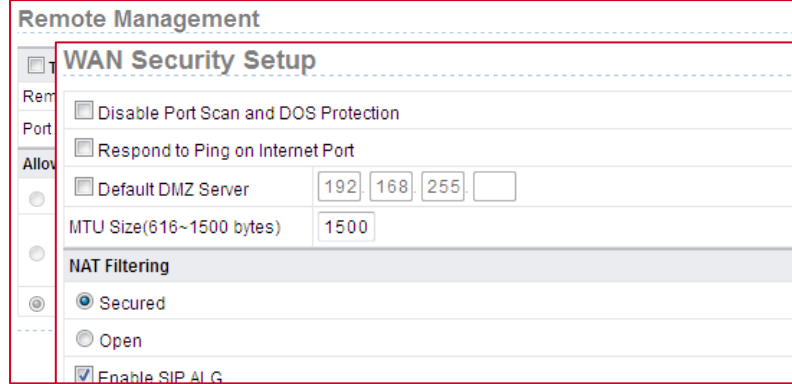 Remote Management
WAN Security Setup
Rem
Port
Allow
Disable Port Scan and DOS Protection
Respond to Ping on Internet Port
Default DMZ Server 192. 168. 255.
MTU Size(616~1500 bytes) 1500
NAT Filtering
Secured
Open
Enable SIP ALG